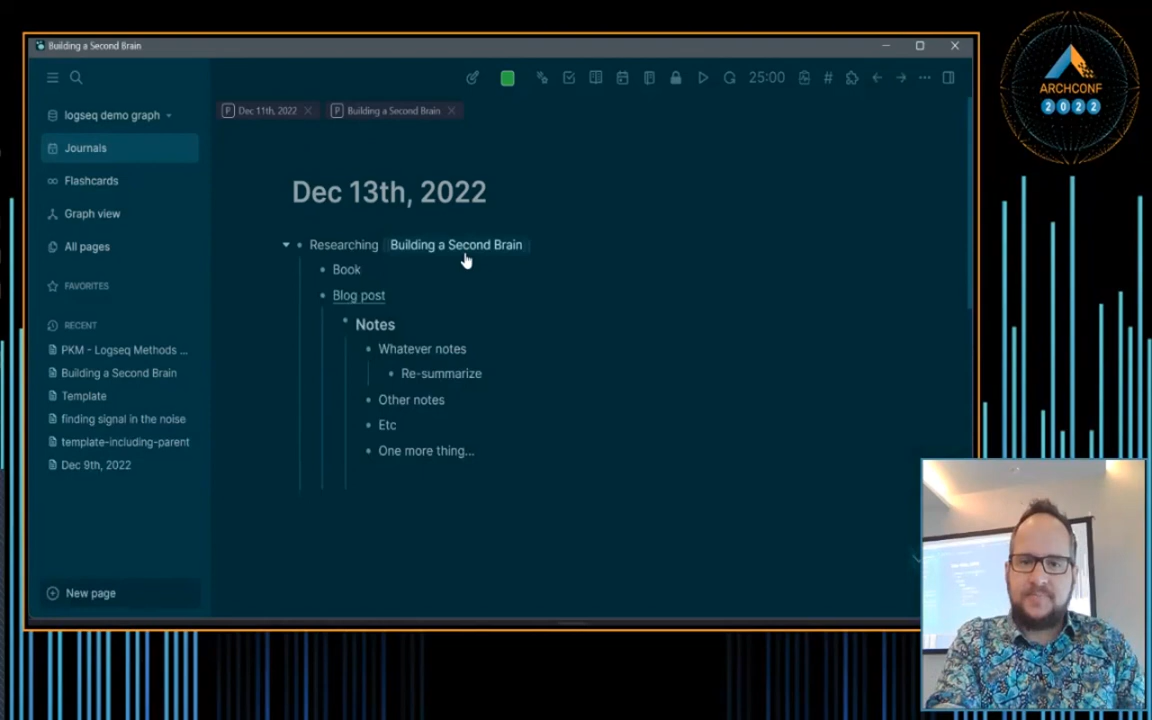 Building a Second Brain
25:00
#
logseq demo graph
P Dec 11th, 2022
P Building a Second Brain
Journals
Flashcards
Graph view
All pages
FAVORITES
RECENT
PKM - Logseq Methods ...
Building a Second Brain
Template
finding signal in the noise
template-including-parent
Dec 9th, 2022
New page
Dec 13th, 2022
Researching Building a Second Brain
Book
Blog post
Notes
Whatever notes
Re-summarize
Other notes
Etc
One more thing...
ARCHCONF
2022